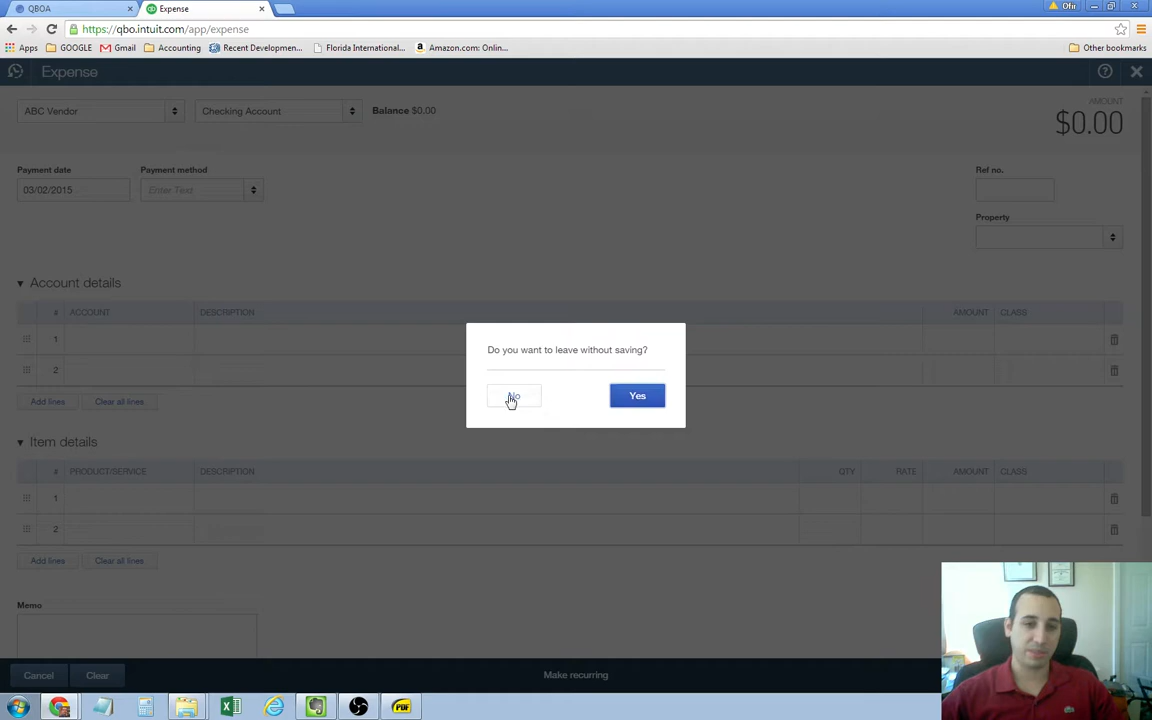 QBOA
Expense
Ofir
https://qbo.intuit.com/app/expense
Apps GOOGLE Gmail Accounting Recent Developmen... Florida International... Amazon.com: Onlin... Other bookmarks
Expense
ABC Vendor Checking Account Balance $0.00
AMOUNT
$0.00
Payment date Payment method Ref no.
03/02/2015 Enter Text
Property
Account details
# ACCOUNT DESCRIPTION AMOUNT CLASS
1
2
Add lines Clear all lines
Do you want to leave without saving?
No Yes
Item details
# PRODUCT/SERVICE DESCRIPTION QTY RATE AMOUNT CLASS
1
2
Add lines Clear all lines
Memo
Cancel Clear Make recurring
PDF